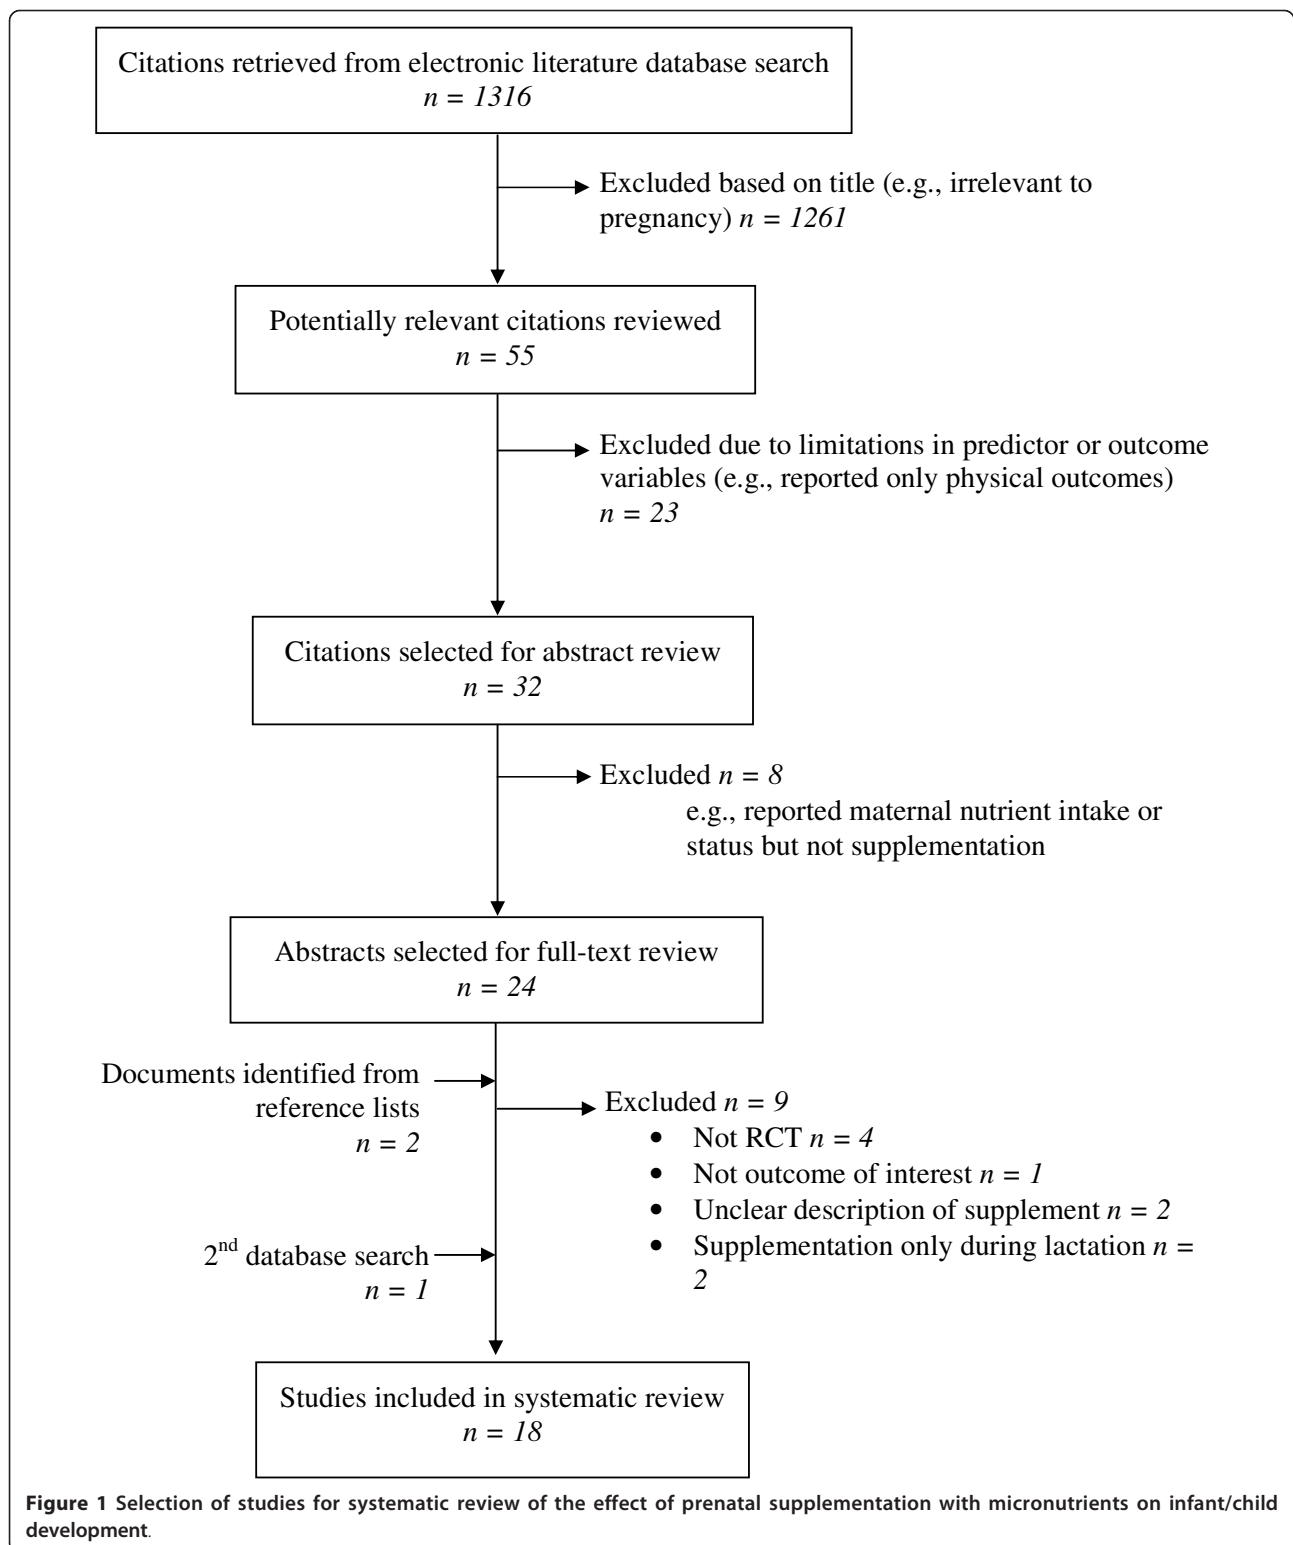 Citations retrieved from electronic literature database search
n = 1316
Excluded based on title (e.g., irrelevant to
pregnancy) n = 1261
Potentially relevant citations reviewed
n = 55
Excluded due to limitations in predictor or outcome
variables (e.g., reported only physical outcomes)
n = 23
Citations selected for abstract review
n = 32
Excluded n = 8
e.g., reported maternal nutrient intake or
status but not supplementation
Abstracts selected for full-text review
n = 24
Documents identified from
reference lists
n = 2
Excluded n = 9
• Not RCT n = 4
• Not outcome of interest n = 1
• Unclear description of supplement n = 2
• Supplementation only during lactation n =
2
2nd database search
n = 1
Studies included in systematic review
n = 18
Figure 1 Selection of studies for systematic review of the effect of prenatal supplementation with micronutrients on infant/child
development.